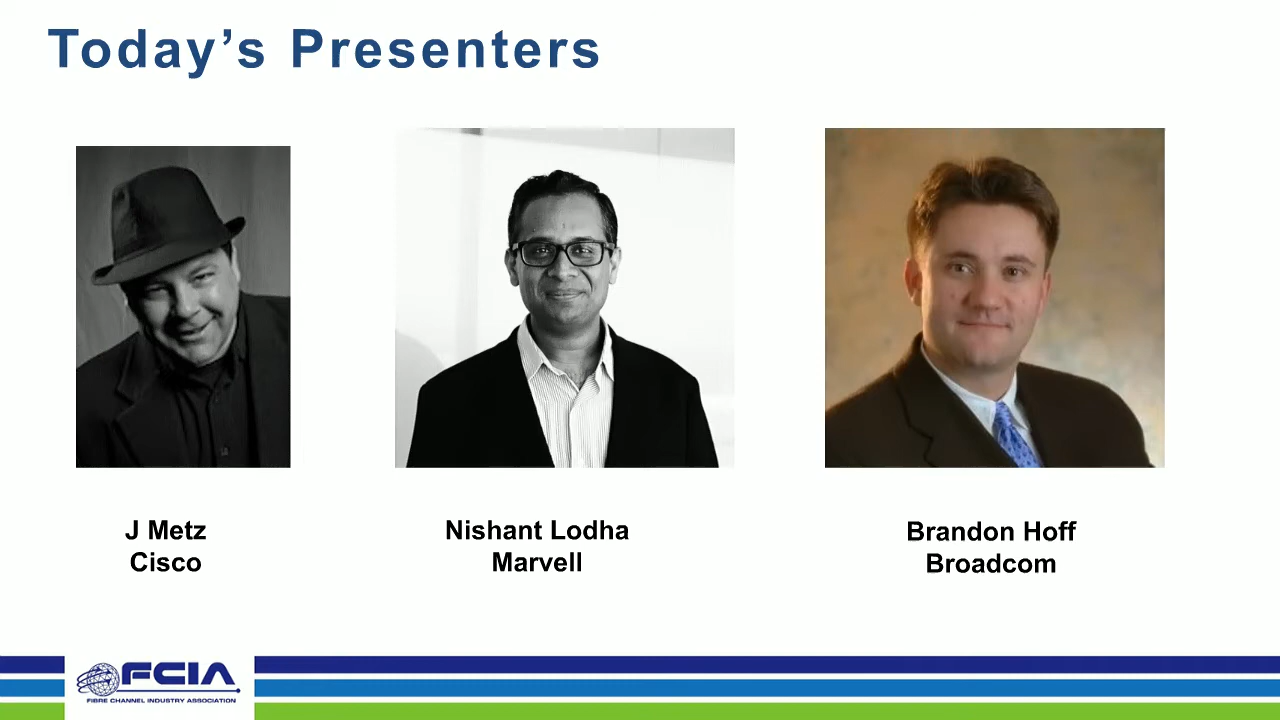 Today’s Presenters
J Metz
Cisco
Nishant Lodha
Marvell
Brandon Hoff
Broadcom
FCIA
FIBRE CHANNEL INDUSTRY ASSOCIATION